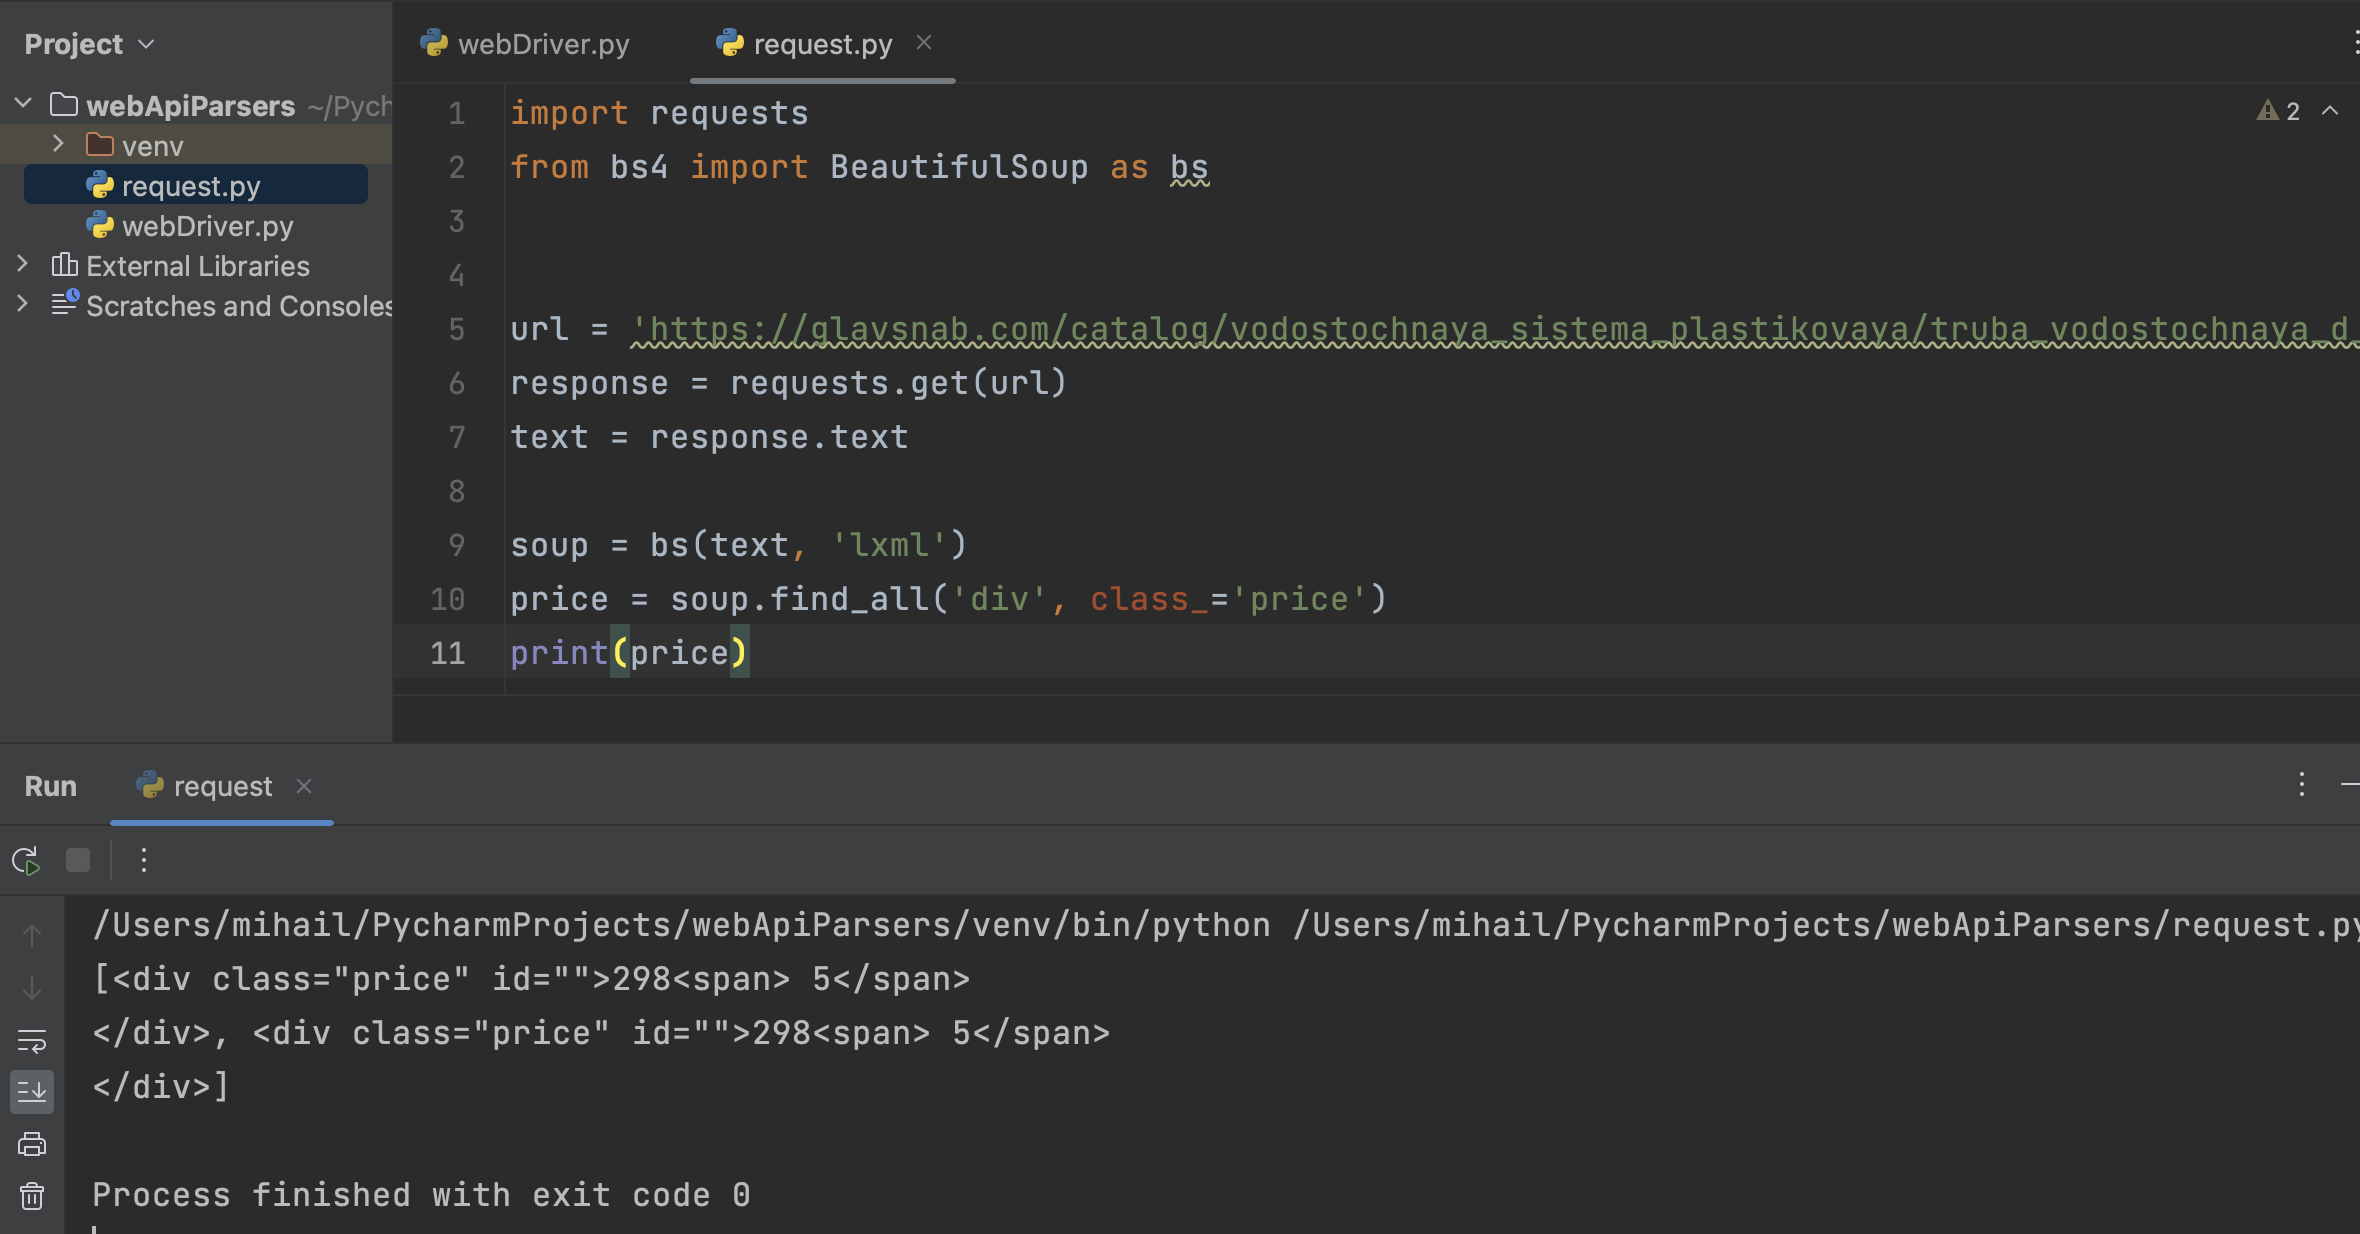 Project
webApiParsers ~/Pych
venv
request.py
webDriver.py
External Libraries
Scratches and Consoles
webDriver.py
request.py
2
1 import requests
2 from bs4 import BeautifulSoup as bs
3
4
5 url = 'https://glavsnab.com/catalog/vodostochnaya_sistema_plastikovaya/truba_vodostochnaya_d_
6 response = requests.get(url)
7 text = response.text
8
9 soup = bs(text, 'lxml')
10 price = soup.find_all('div', class_='price')
11 print(price)
Run
request
/Users/mihail/PycharmProjects/webApiParsers/venv/bin/python /Users/mihail/PycharmProjects/webApiParsers/request.py
[<div class="price" id="">298<span> 5</span>
</div>, <div class="price" id="">298<span> 5</span>
</div>]
Process finished with exit code 0